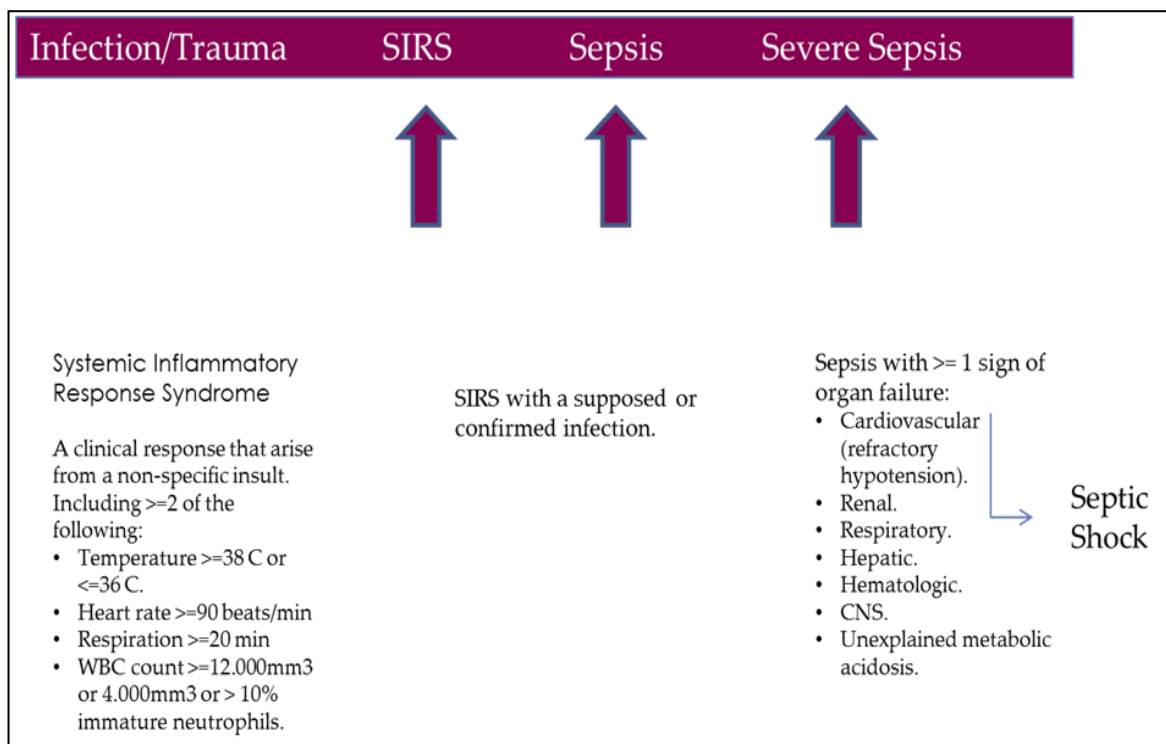 Infection/Trauma SIRS Sepsis Severe Sepsis
Systemic Inflammatory
Response Syndrome
A clinical response that arise
from a non-specific insult.
Including >=2 of the
following:
• Temperature >=38 C or
<=36 C.
• Heart rate >=90 beats/min
• Respiration >=20 min
• WBC count >=12.000mm3
or 4.000mm3 or > 10%
immature neutrophils.
SIRS with a supposed or
confirmed infection.
Sepsis with >= 1 sign of
organ failure:
• Cardiovascular
(refractory
hypotension).
• Renal.
• Respiratory.
• Hepatic.
• Hematologic.
• CNS.
• Unexplained metabolic
acidosis.
Septic
Shock